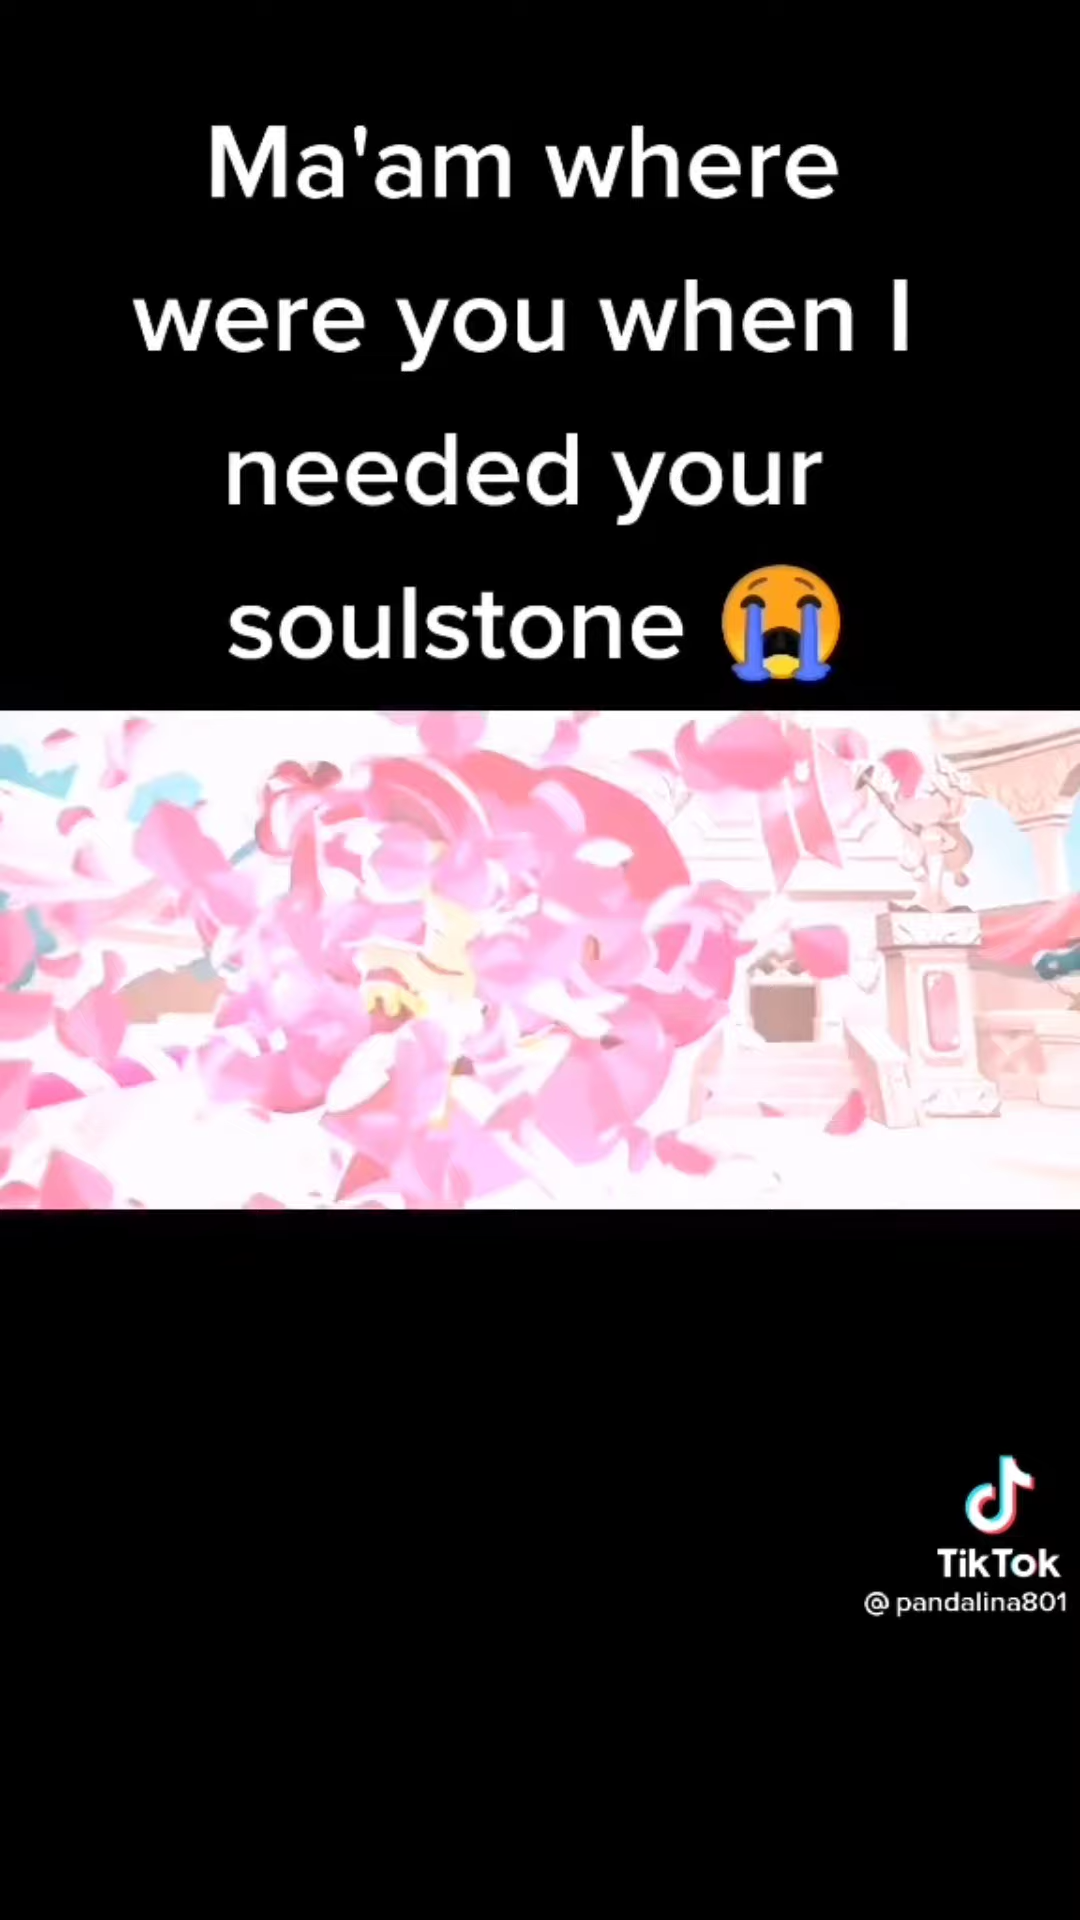 Ma'am where
were you when I
needed your
soulstone 😭
TikTok
@pandalina801